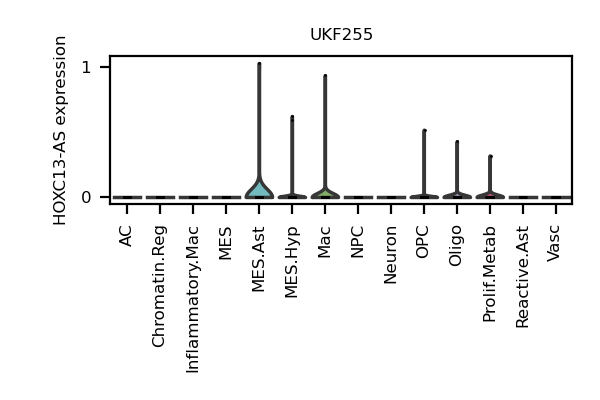 UKF255
HOXC13-AS expression
1
0
AC
Chromatin.Reg
Inflammatory.Mac
MES
MES.Ast
MES.Hyp
Mac
NPC
Neuron
OPC
Oligo
Prolif.Metab
Reactive.Ast
Vasc